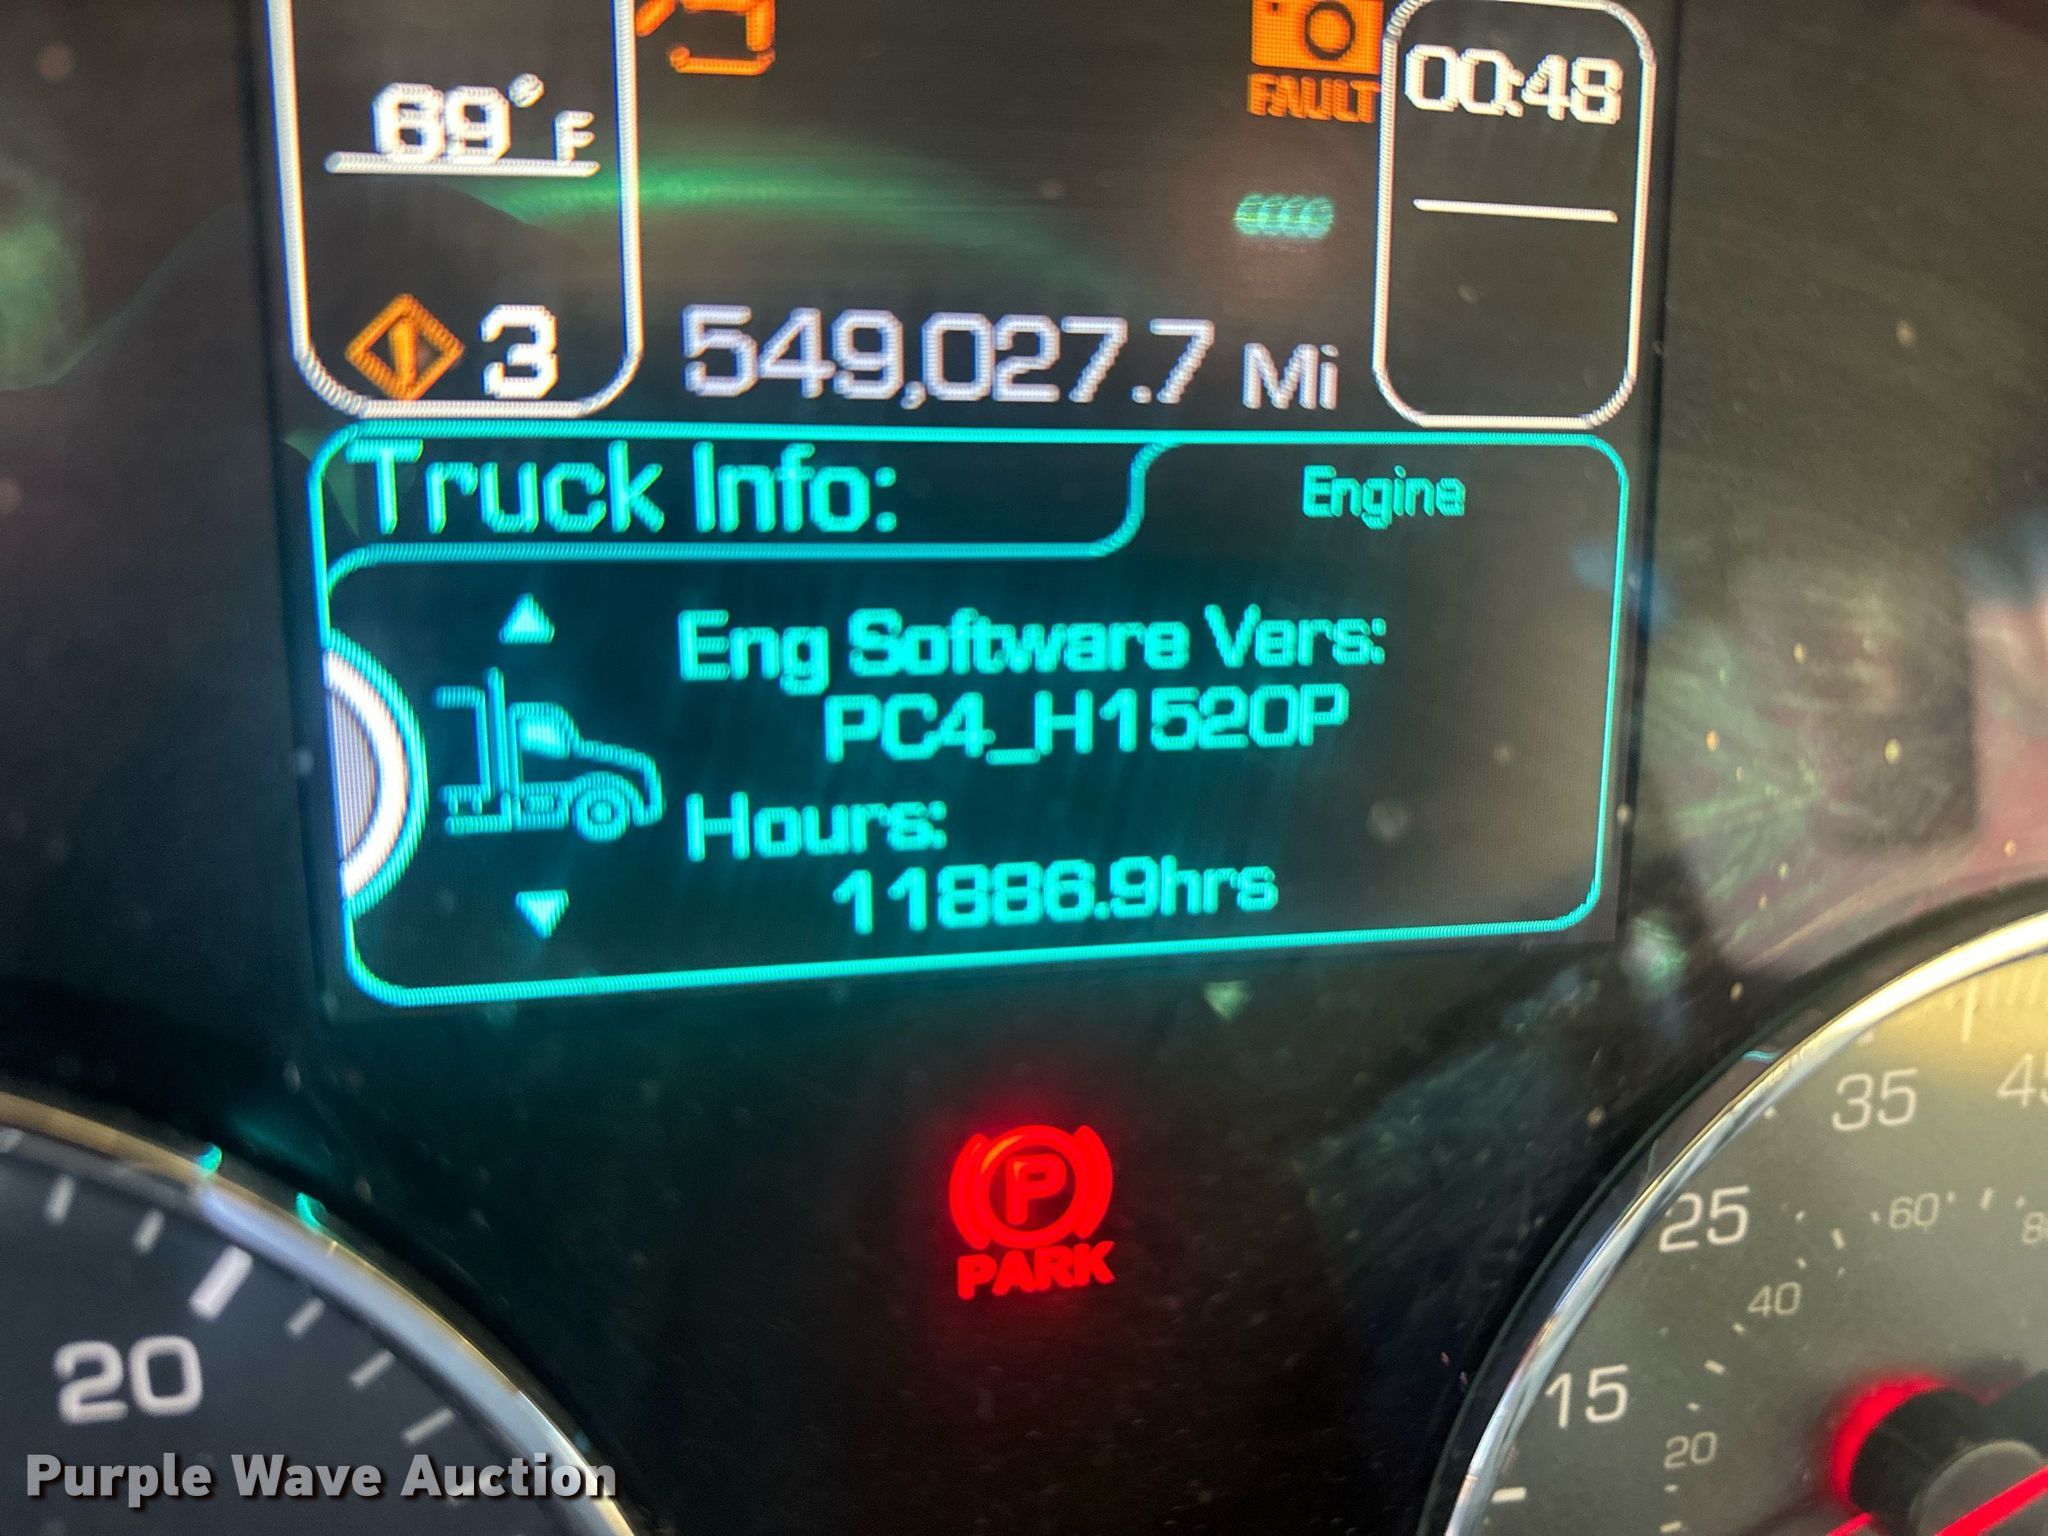 69° F
FAULT
00:48
3
549,027.7 Mi
Truck Info:
Engine
Eng Software Vers:
PC4_H1520P
Hours:
11886.9hrs
P
PARK
20
35
25
60
40
15
20
Purple Wave Auction